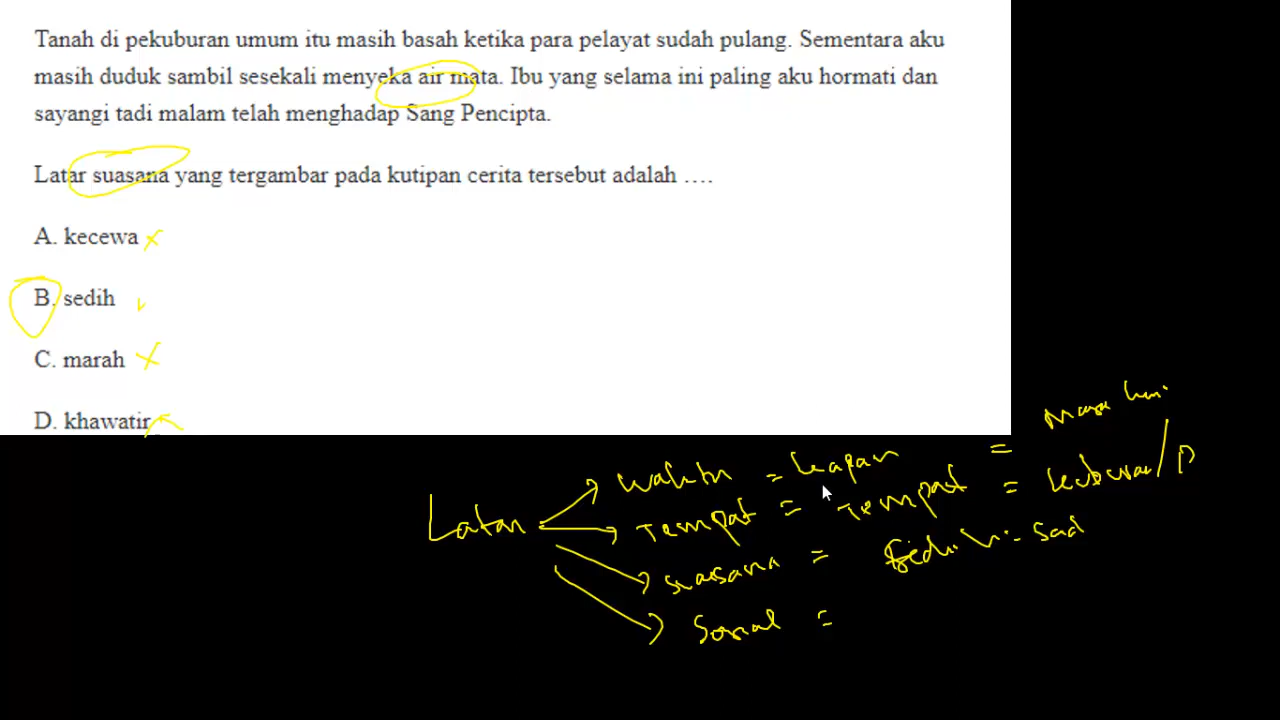 Tanah di pekuburan umum itu masih basah ketika para pelayat sudah pulang. Sementara aku
masih duduk sambil sesekali menyeka air mata. Ibu yang selama ini paling aku hormati dan
sayangi tadi malam telah menghadap Sang Pencipta.
Latar suasana yang tergambar pada kutipan cerita tersebut adalah ….
A. kecewa
B. sedih
C. marah
D. khawatir
Latar
waktu = kapan =
Tempat = Tempat =
suasana = sad
Sosial =